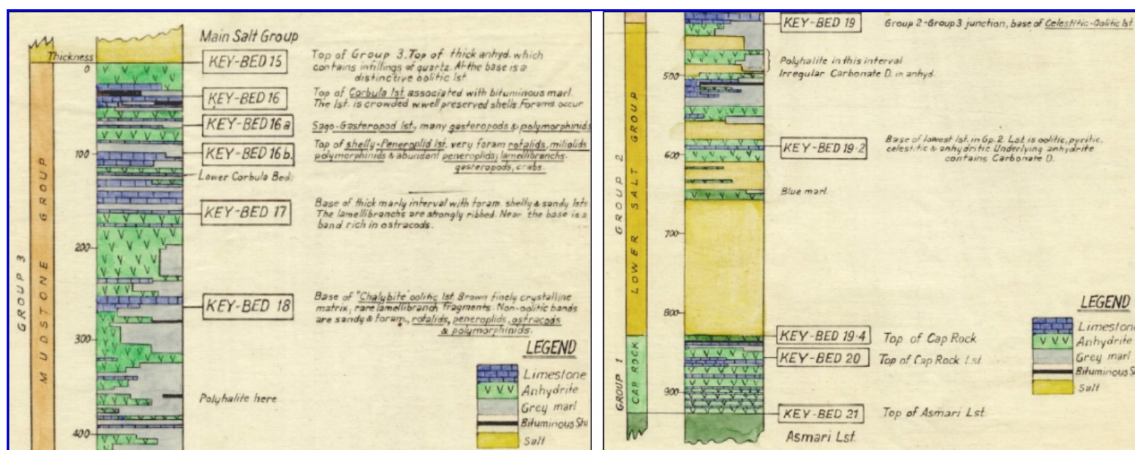 Main Salt Group
Thickness
0
100
200
300
400
GROUP 3
MUDSTONE GROUP
KEY-BED 15
Top of Group 3. Top of thick anhyd. which
contains infillings of quartz. At the base is a
distinctive oolitic lst.
KEY-BED 16
Top of Corbula lst associated with bituminous marl.
The lst. is crowded w.well preserved shells. Forams occur
KEY-BED 16a
Sago-Gasteropod lst., many gasteropods & polymorphinids
KEY-BED 16b.
Top of shelly-Peneroplid lst, very foram rotalids, miliolids
polymorphinids & abundant peneroplids; lamellibranchs.
gasteropods, crabs.
Lower Corbula Bed.
KEY-BED 17
Base of thick marly interval with foram. shelly & sandy lsts
The lamellibranchs are strongly ribbed. Near the base is a
band rich in ostracods.
KEY-BED 18
Base of "Chalybite" oolitic lst. Brown finely crystalline
matrix, rare lamellibranch fragments. Non-oolitic bands
are sandy & foram., rotalids, peneroplids, ostracods
& polymorphinids.
Polyhalite here
LEGEND
Limestone
Anhydrite
Grey marl
Bituminous Sh
Salt
500
600
700
800
900
GROUP 2
LOWER SALT GROUP
GROUP 1
CAP ROCK
KEY-BED 19
Group 2-Group 3 junction, base of Celestitic-Oolitic lst
Polyhalite in this interval
Irregular Carbonate D. in anhyd.
KEY-BED 19·2
Base of lowest lst. in Gp. 2. Lst is oolitic, pyritic,
celestitic & anhydritic Underlying anhydrite
contains Carbonate D.
Blue marl.
KEY-BED 19·4
Top of Cap Rock
KEY-BED 20
Top of Cap Rock Lst.
KEY-BED 21
Top of Asmari Lst.
Asmari Lst.
LEGEND
Limestone
Anhydrite
Grey marl
Bituminous Sh
Salt